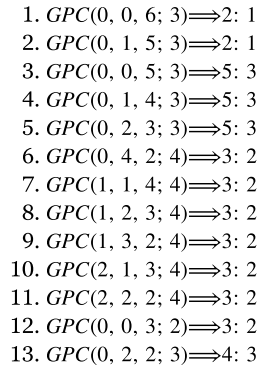 1. GPC(0, 0, 6; 3)⟹2: 1
2. GPC(0, 1, 5; 3)⟹2: 1
3. GPC(0, 0, 5; 3)⟹5: 3
4. GPC(0, 1, 4; 3)⟹5: 3
5. GPC(0, 2, 3; 3)⟹5: 3
6. GPC(0, 4, 2; 4)⟹3: 2
7. GPC(1, 1, 4; 4)⟹3: 2
8. GPC(1, 2, 3; 4)⟹3: 2
9. GPC(1, 3, 2; 4)⟹3: 2
10. GPC(2, 1, 3; 4)⟹3: 2
11. GPC(2, 2, 2; 4)⟹3: 2
12. GPC(0, 0, 3; 2)⟹3: 2
13. GPC(0, 2, 2; 3)⟹4: 3